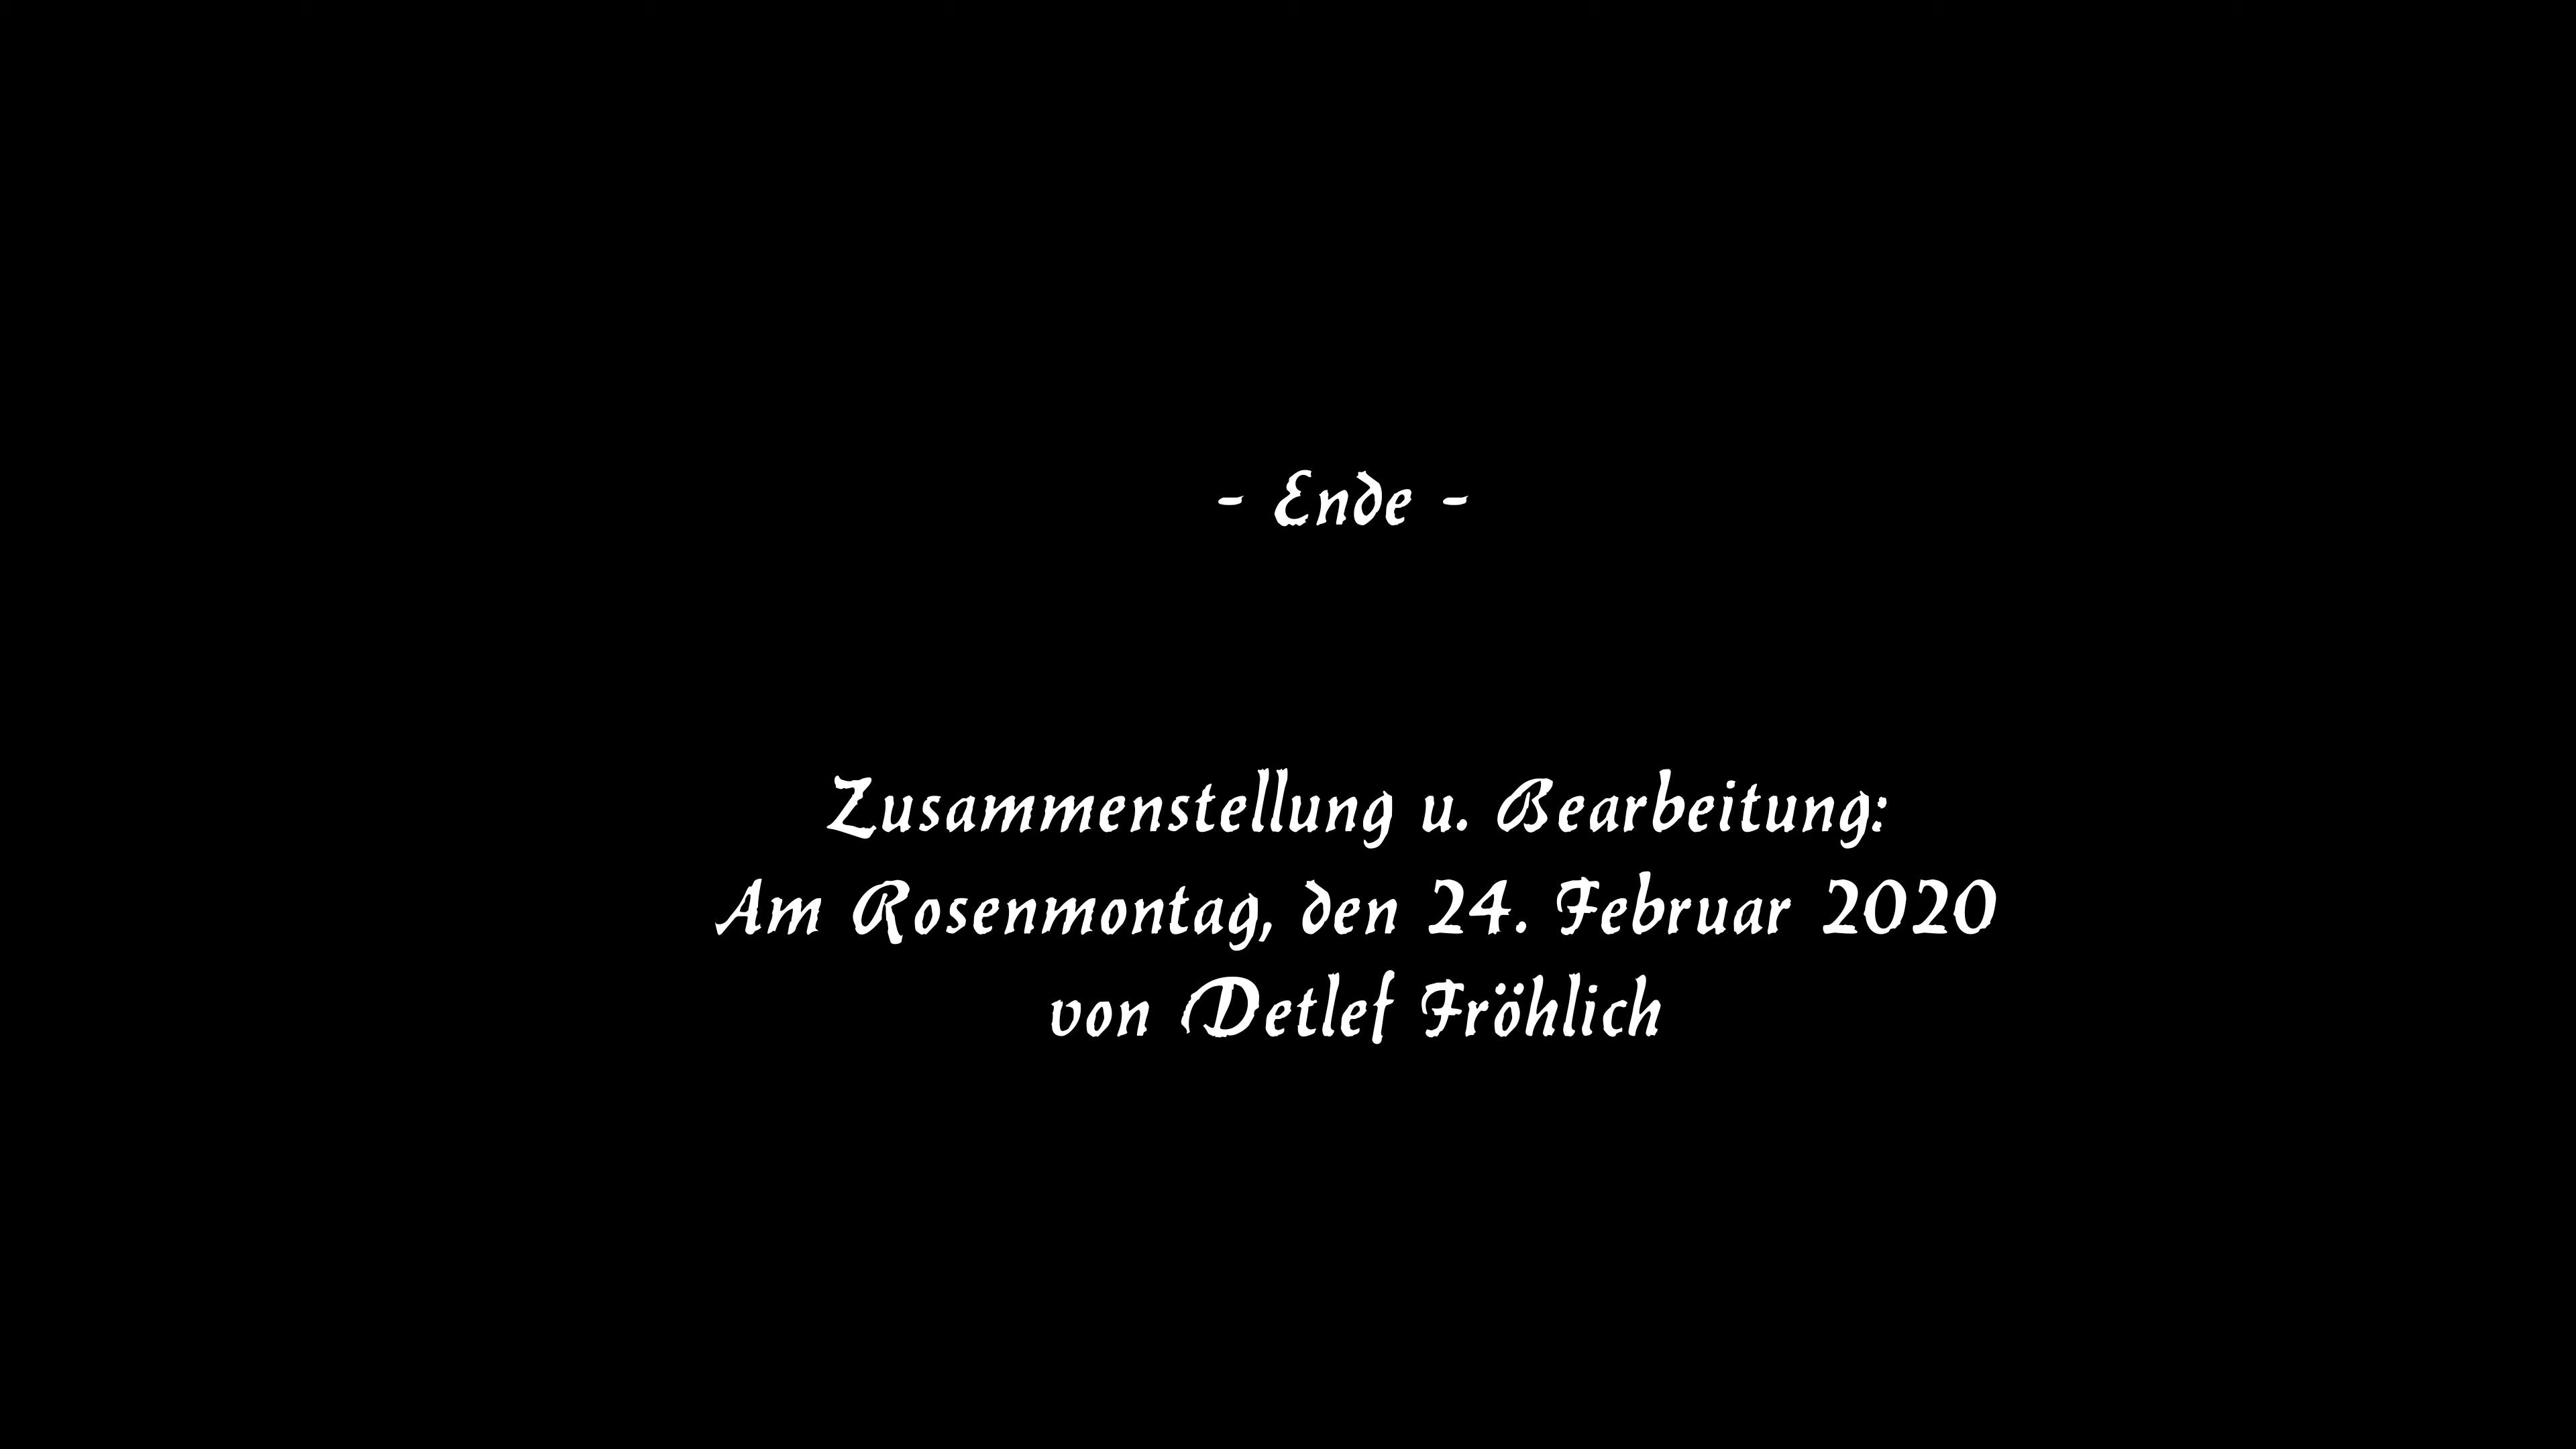 - Ende -
Zusammenstellung u. Bearbeitung:
Am Rosenmontag, den 24. Februar 2020
von Detlef Fröhlich